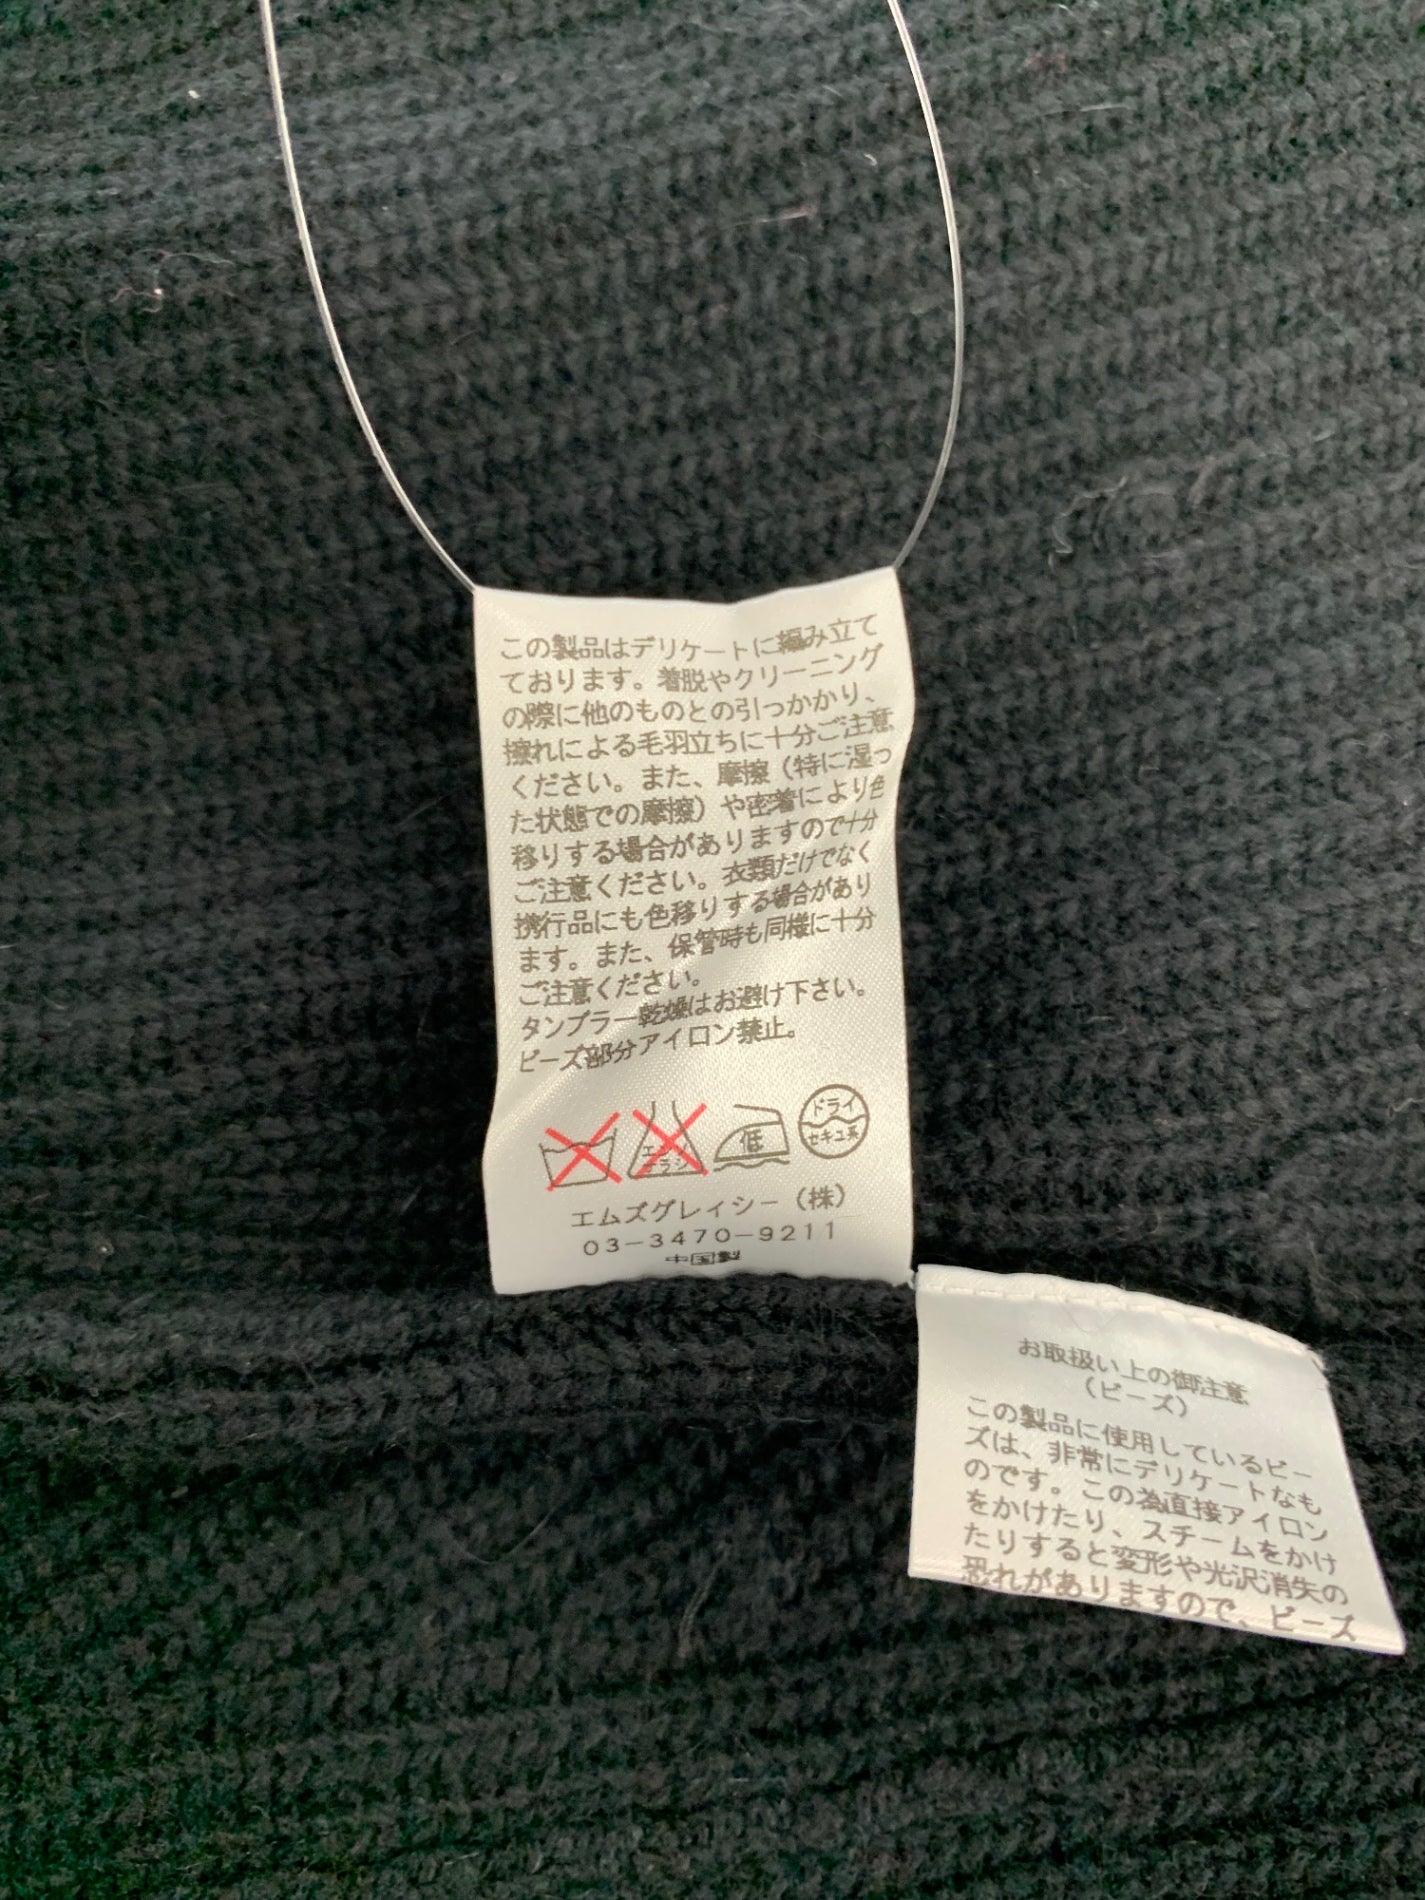 この製品はデリケートに編み立て
ております。着脱やクリーニング
の際に他のものとの引っかかり、
擦れによる毛羽立ちに十分ご注意
ください。また、摩擦（特に湿っ
た状態での摩擦）や密着により色
移りする場合がありますので十分
ご注意ください。衣類だけでなく
携行品にも色移りする場合があり
ます。また、保管時も同様に十分
ご注意ください。
タンブラー乾燥はお避け下さい。
ビーズ部分アイロン禁止。
エンソ
サラシ
低
ドライ
セキユ系
エムズグレイシー（株）
03-3470-9211
中国製
お取扱い上の御注意
（ビーズ）
この製品に使用しているビー
ズは、非常にデリケートなも
のです。この為直接アイロン
をかけたり、スチームをかけ
たりすると変形や光沢消失の
恐れがありますので、ビーズ